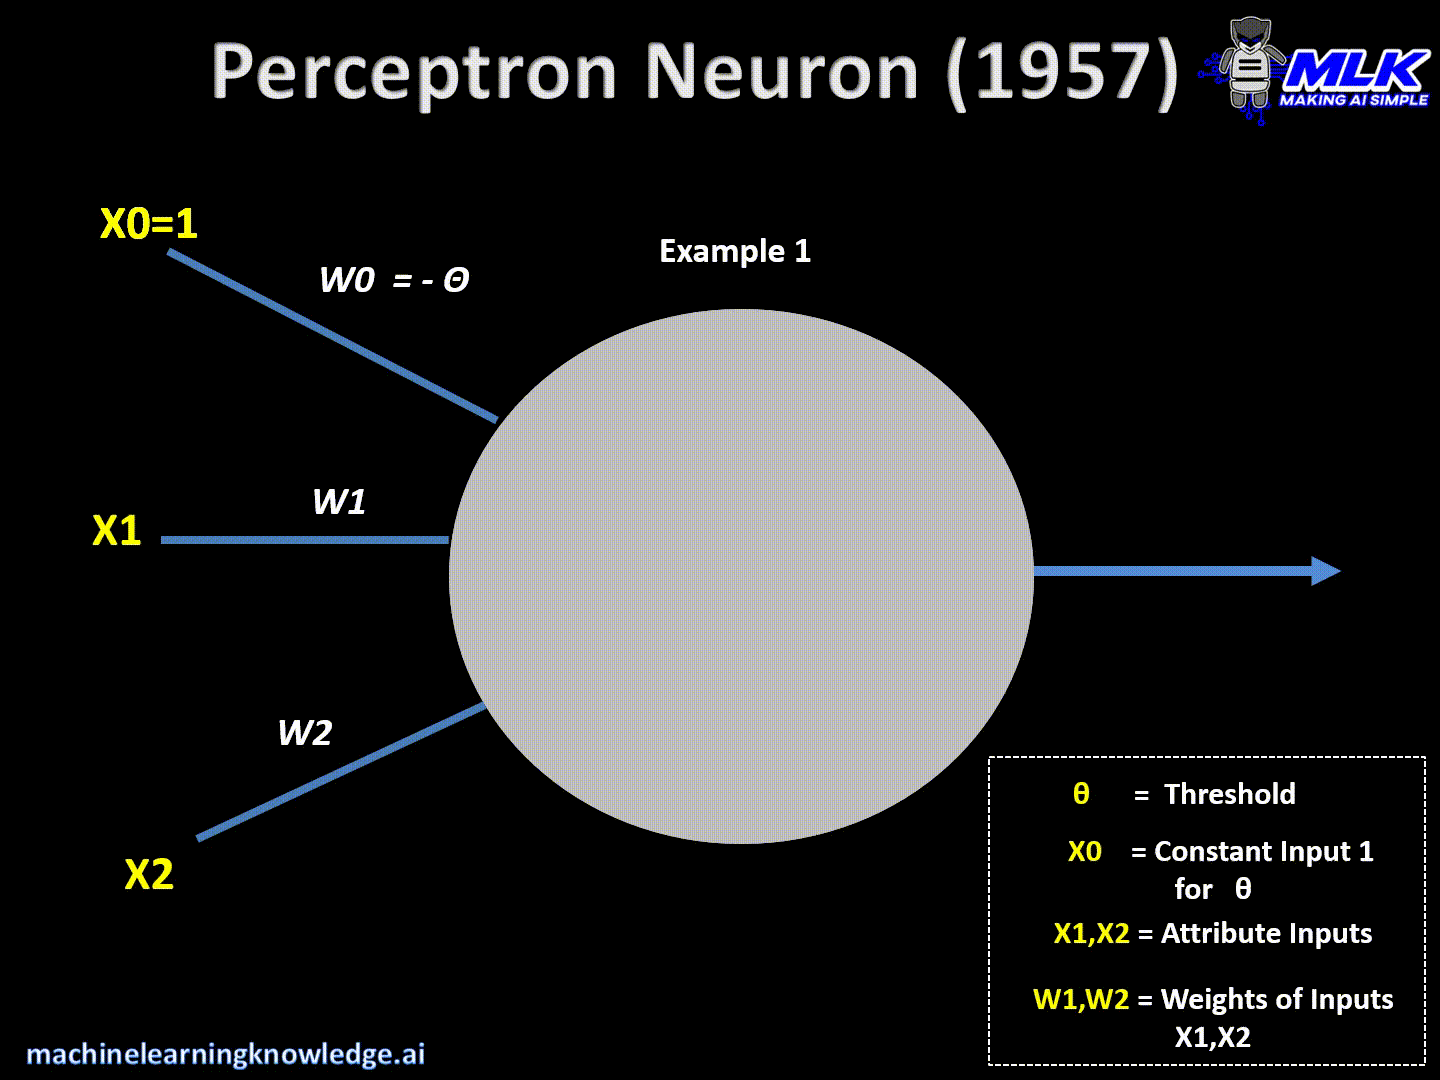 Perceptron Neuron (1957)
MLK
MAKING AI SIMPLE
X0=1
W0 = - Θ
Example 1
W1
X1
W2
X2
θ = Threshold
X0 = Constant Input 1
for θ
X1,X2 = Attribute Inputs
W1,W2 = Weights of Inputs
X1,X2
machinelearningknowledge.ai